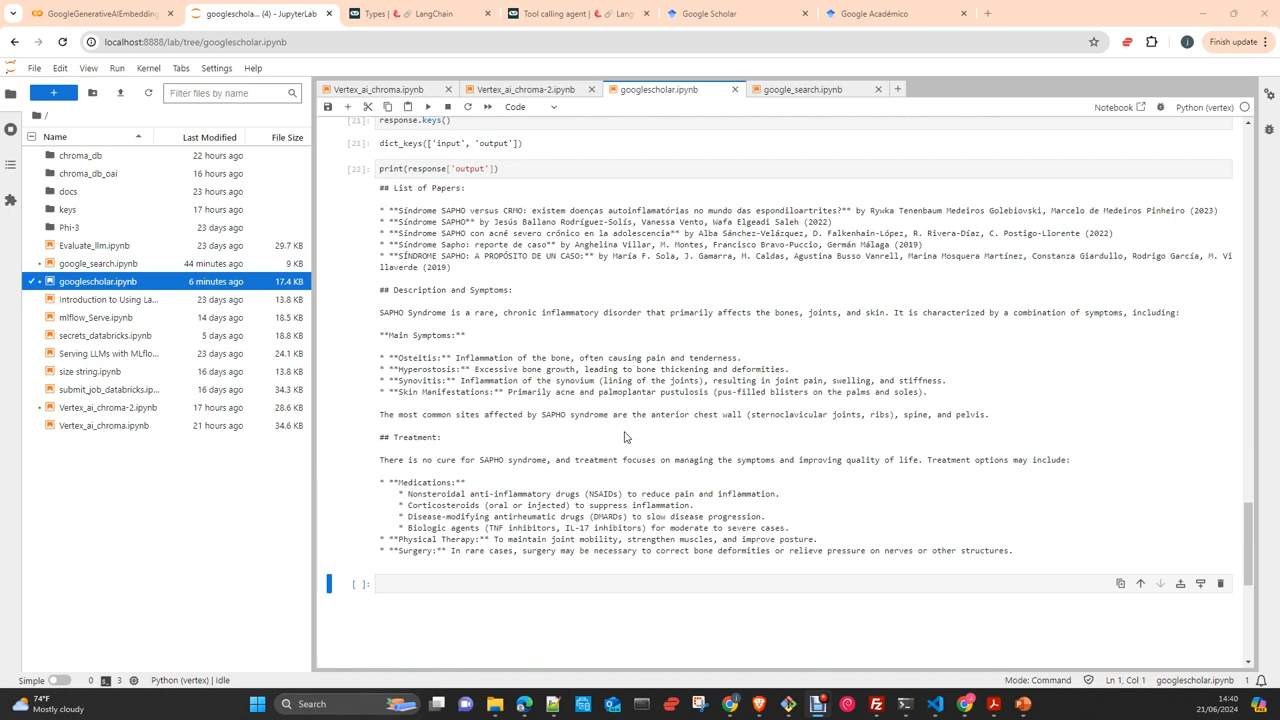 GoogleGenerativeAIEmbedding
googlescholar... (4) - JupyterLab
Types | 🦜🔗 LangChain
Tool calling agent | 🦜🔗 Lang
Google Scholar
Google Académico
localhost:8888/lab/tree/googlescholar.ipynb
Finish update
File Edit View Run Kernel Tabs Settings Help
Vertex_ai_chroma.ipynb
Vertex_ai_chroma-2.ipynb
googlescholar.ipynb
google_search.ipynb
Filter files by name
Code
Notebook
Python (vertex)
/
Name Last Modified File Size
chroma_db 22 hours ago
chroma_db_oai 16 hours ago
docs 23 days ago
keys 17 hours ago
Phi-3 22 days ago
Evaluate_llm.ipynb 23 days ago 29.7 KB
google_search.ipynb 44 minutes ago 9 KB
googlescholar.ipynb 6 minutes ago 17.4 KB
Introduction to Using La... 23 days ago 13.8 KB
mlflow_Serve.ipynb 14 days ago 18.5 KB
secrets_databricks.ipynb 5 days ago 18.8 KB
Serving LLMs with MLflo... 23 days ago 24.1 KB
size string.ipynb 16 days ago 13.8 KB
submit_job_databricks.ip... 16 days ago 34.3 KB
Vertex_ai_chroma-2.ipynb 17 hours ago 28.6 KB
Vertex_ai_chroma.ipynb 21 hours ago 34.6 KB
[21]: response.keys()
[21]: dict_keys(['input', 'output'])
[22]: print(response['output'])
## List of Papers:
* **Síndrome SAPHO versus CRMO: existem doenças autoinflamatórias no mundo das espondiloartrites?** by Rywka Tenenbaum Medeiros Golebiovski, Marcelo de Medeiros Pinheiro (2023)
* **Síndrome SAPHO** by Jesús Ballano Rodríguez-Solís, Vanessa Vento, Wafa Elgeadi Saleh (2022)
* **Síndrome SAPHO con acné severo crónico en la adolescencia** by Alba Sánchez-Velázquez, D. Falkenhain-López, R. Rivera-Díaz, C. Postigo-Llorente (2022)
* **Síndrome Sapho: reporte de caso** by Anghelina Villar, M. Montes, Francisco Bravo-Puccio, Germán Málaga (2019)
* **SÍNDROME SAPHO: A PROPÓSITO DE UN CASO:** by María F. Sola, J. Gamarra, M. Caldas, Agustina Busso Vanrell, Marina Mosquera Martínez, Constanza Giardullo, Rodrigo García, M. Vi
llaverde (2019)
## Description and Symptoms:
SAPHO Syndrome is a rare, chronic inflammatory disorder that primarily affects the bones, joints, and skin. It is characterized by a combination of symptoms, including:
**Main Symptoms:**
* **Osteitis:** Inflammation of the bone, often causing pain and tenderness.
* **Hyperostosis:** Excessive bone growth, leading to bone thickening and deformities.
* **Synovitis:** Inflammation of the synovium (lining of the joints), resulting in joint pain, swelling, and stiffness.
* **Skin Manifestations:** Primarily acne and palmoplantar pustulosis (pus-filled blisters on the palms and soles).
The most common sites affected by SAPHO syndrome are the anterior chest wall (sternoclavicular joints, ribs), spine, and pelvis.
## Treatment:
There is no cure for SAPHO syndrome, and treatment focuses on managing the symptoms and improving quality of life. Treatment options may include:
* **Medications:**
* Nonsteroidal anti-inflammatory drugs (NSAIDs) to reduce pain and inflammation.
* Corticosteroids (oral or injected) to suppress inflammation.
* Disease-modifying antirheumatic drugs (DMARDs) to slow disease progression.
* Biologic agents (TNF inhibitors, IL-17 inhibitors) for moderate to severe cases.
* **Physical Therapy:** To maintain joint mobility, strengthen muscles, and improve posture.
* **Surgery:** In rare cases, surgery may be necessary to correct bone deformities or relieve pressure on nerves or other structures.
[ ]:
Simple 0 3 Python (vertex) | Idle
Mode: Command Ln 1, Col 1 googlescholar.ipynb 1
74°F
Mostly cloudy
Search
14:40
21/06/2024